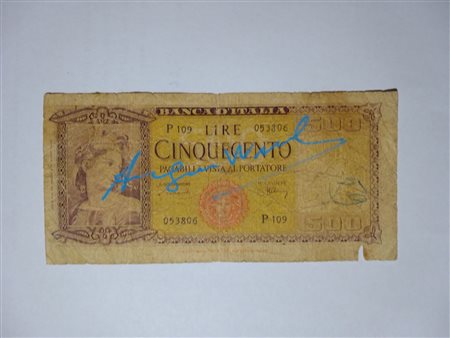 BANCA D'ITALIA
P 109 LIRE 053806 500
CINQUECENTO
PAGABILI A VISTA AL PORTATORE
053806 P 109
500